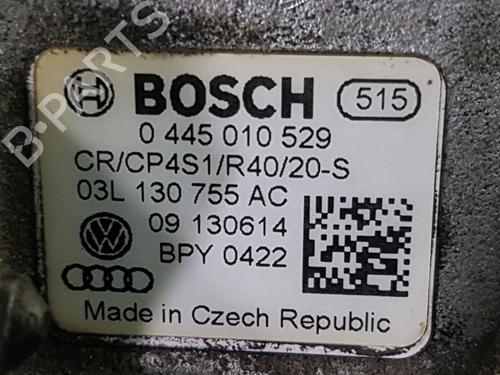 B-PARTS
BOSCH 515
0 445 010 529
CR/CP4S1/R40/20-S
03L 130 755 AC
09 130614
BPY 0422
Made in Czech Republic